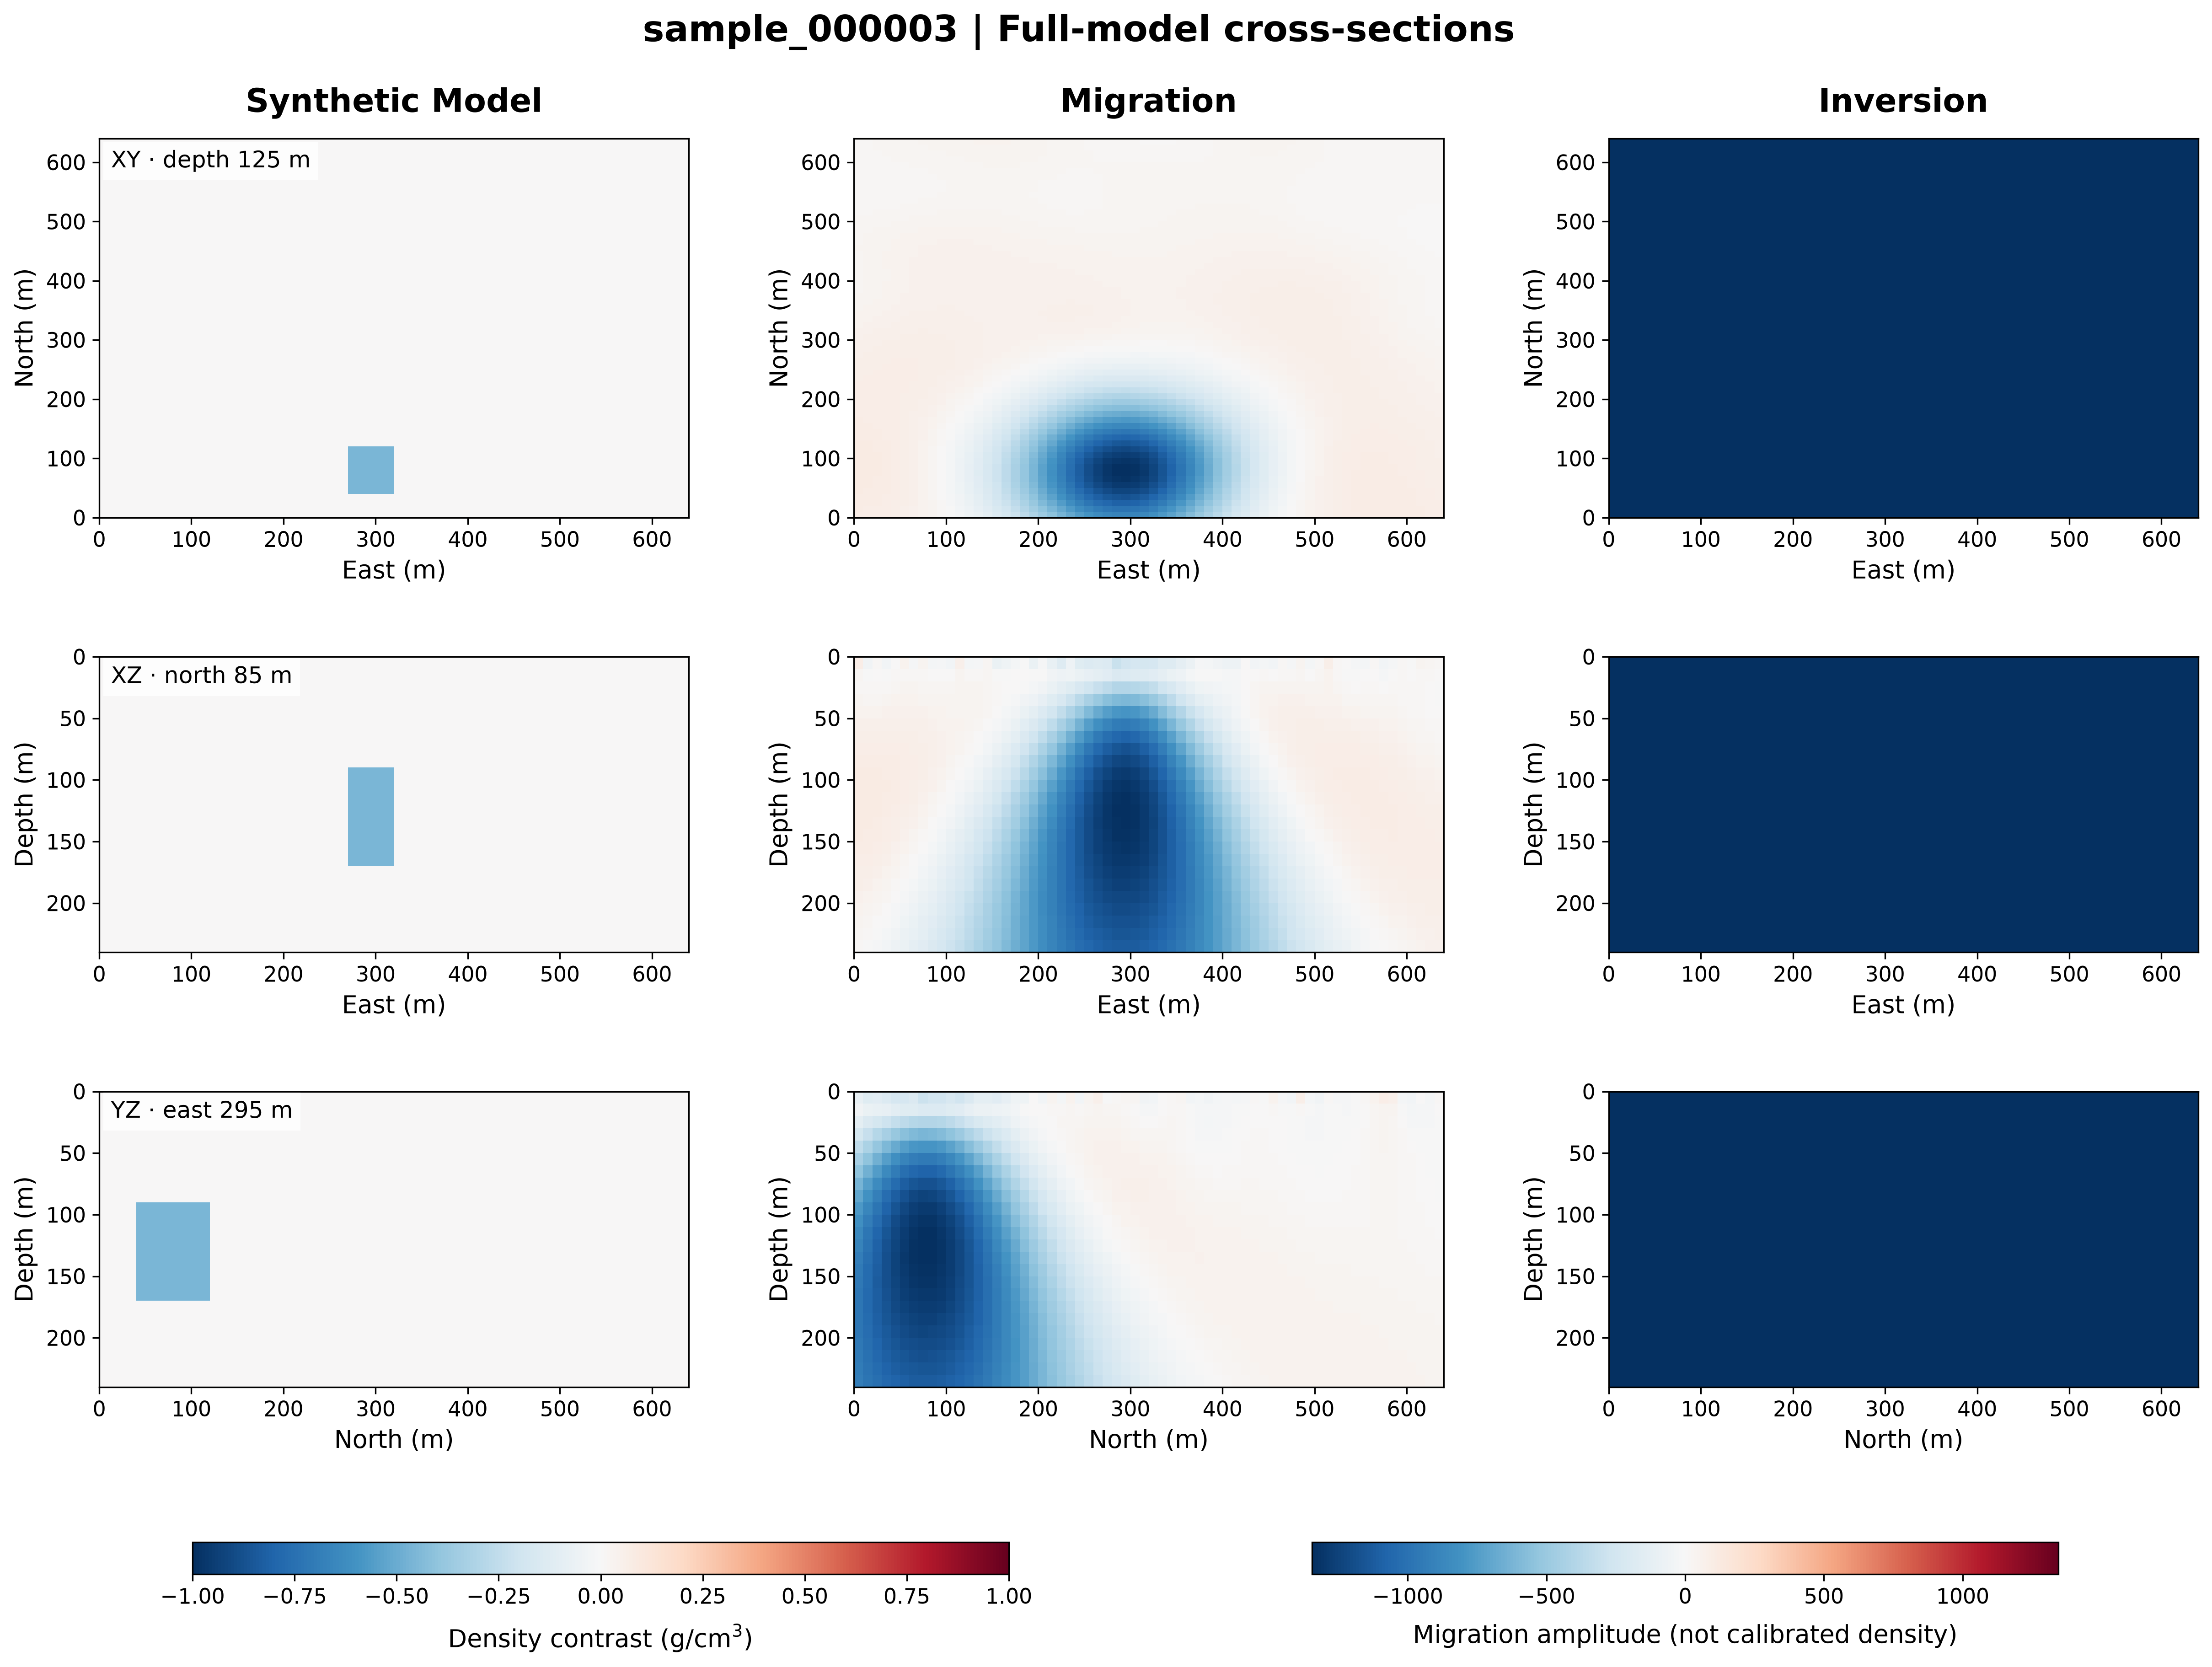 sample_000003 | Full-model cross-sections
Synthetic Model
Migration
Inversion
XY · depth 125 m
North (m)
600
500
400
300
200
100
0
0 100 200 300 400 500 600
East (m)
North (m)
600
500
400
300
200
100
0
0 100 200 300 400 500 600
East (m)
North (m)
600
500
400
300
200
100
0
0 100 200 300 400 500 600
East (m)
XZ · north 85 m
Depth (m)
0
50
100
150
200
0 100 200 300 400 500 600
East (m)
Depth (m)
0
50
100
150
200
0 100 200 300 400 500 600
East (m)
Depth (m)
0
50
100
150
200
0 100 200 300 400 500 600
East (m)
YZ · east 295 m
Depth (m)
0
50
100
150
200
0 100 200 300 400 500 600
North (m)
Depth (m)
0
50
100
150
200
0 100 200 300 400 500 600
North (m)
Depth (m)
0
50
100
150
200
0 100 200 300 400 500 600
North (m)
−1.00 −0.75 −0.50 −0.25 0.00 0.25 0.50 0.75 1.00
Density contrast (g/cm³)
−1000 −500 0 500 1000
Migration amplitude (not calibrated density)